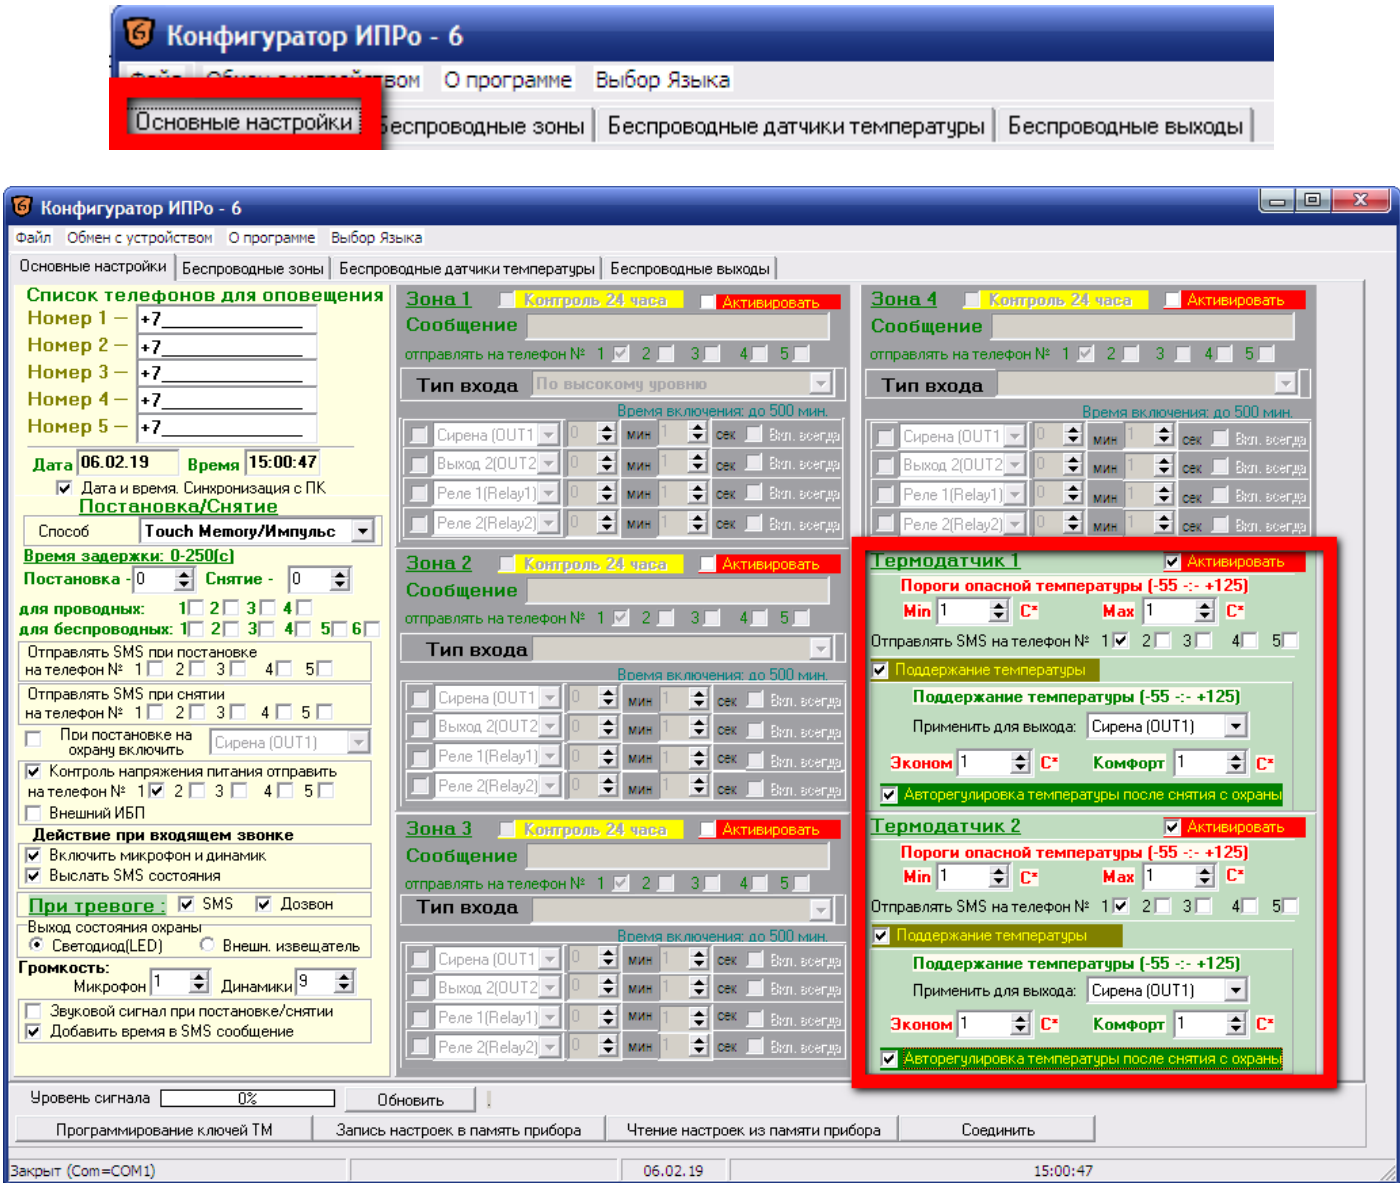 Конфигуратор ИПРо - 6
Файл Обмен с устройством О программе Выбор Языка
Основные настройки Беспроводные зоны Беспроводные датчики температуры Беспроводные выходы
Конфигуратор ИПРо - 6
Файл Обмен с устройством О программе Выбор Языка
Основные настройки Беспроводные зоны Беспроводные датчики температуры Беспроводные выходы
Список телефонов для оповещения
Номер 1 – +7
Номер 2 – +7
Номер 3 – +7
Номер 4 – +7
Номер 5 – +7
Дата 06.02.19 Время 15:00:47
Дата и время. Синхронизация с ПК
Постановка/Снятие
Способ Touch Memory/Импульс
Время задержки: 0-250(с)
Постановка - 0 Снятие - 0
для проводных: 1 2 3 4
для беспроводных: 1 2 3 4 5 6
Отправлять SMS при постановке
на телефон № 1 2 3 4 5
Отправлять SMS при снятии
на телефон № 1 2 3 4 5
При постановке на
охрану включить Сирена (OUT1)
Контроль напряжения питания отправить
на телефон № 1 2 3 4 5
Внешний ИБП
Действие при входящем звонке
Включить микрофон и динамик
Выслать SMS состояния
При тревоге : SMS Дозвон
Выход состояния охраны
Светодиод(LED) Внешн. извещатель
Громкость:
Микрофон 1 Динамики 9
Звуковой сигнал при постановке/снятии
Добавить время в SMS сообщение
Зона 1 Контроль 24 часа Активировать
Сообщение
отправлять на телефон № 1 2 3 4 5
Тип входа По высокому уровню
Время включения: до 500 мин.
Сирена (OUT1 0 мин 1 сек Вкл. всегда
Выход 2(OUT2 0 мин 1 сек Вкл. всегда
Реле 1(Relay1) 0 мин 1 сек Вкл. всегда
Реле 2(Relay2) 0 мин 1 сек Вкл. всегда
Зона 2 Контроль 24 часа Активировать
Сообщение
отправлять на телефон № 1 2 3 4 5
Тип входа
Время включения: до 500 мин.
Сирена (OUT1 0 мин 1 сек Вкл. всегда
Выход 2(OUT2 0 мин 1 сек Вкл. всегда
Реле 1(Relay1) 0 мин 1 сек Вкл. всегда
Реле 2(Relay2) 0 мин 1 сек Вкл. всегда
Зона 3 Контроль 24 часа Активировать
Сообщение
отправлять на телефон № 1 2 3 4 5
Тип входа
Время включения: до 500 мин.
Сирена (OUT1 0 мин 1 сек Вкл. всегда
Выход 2(OUT2 0 мин 1 сек Вкл. всегда
Реле 1(Relay1) 0 мин 1 сек Вкл. всегда
Реле 2(Relay2) 0 мин 1 сек Вкл. всегда
Зона 4 Контроль 24 часа Активировать
Сообщение
отправлять на телефон № 1 2 3 4 5
Тип входа
Время включения: до 500 мин.
Сирена (OUT1 0 мин 1 сек Вкл. всегда
Выход 2(OUT2 0 мин 1 сек Вкл. всегда
Реле 1(Relay1) 0 мин 1 сек Вкл. всегда
Реле 2(Relay2) 0 мин 1 сек Вкл. всегда
Термодатчик 1 Активировать
Пороги опасной температуры (-55 -:- +125)
Min 1 C* Max 1 C*
Отправлять SMS на телефон № 1 2 3 4 5
Поддержание температуры
Поддержание температуры (-55 -:- +125)
Применить для выхода: Сирена (OUT1)
Эконом 1 C* Комфорт 1 C*
Авторегулировка температуры после снятия с охраны
Термодатчик 2 Активировать
Пороги опасной температуры (-55 -:- +125)
Min 1 C* Max 1 C*
Отправлять SMS на телефон № 1 2 3 4 5
Поддержание температуры
Поддержание температуры (-55 -:- +125)
Применить для выхода: Сирена (OUT1)
Эконом 1 C* Комфорт 1 C*
Авторегулировка температуры после снятия с охраны
Уровень сигнала 0% Обновить .
Программирование ключей ТМ Запись настроек в память прибора Чтение настроек из памяти прибора Соединить
Закрыт (Com=COM1) 06.02.19 15:00:47